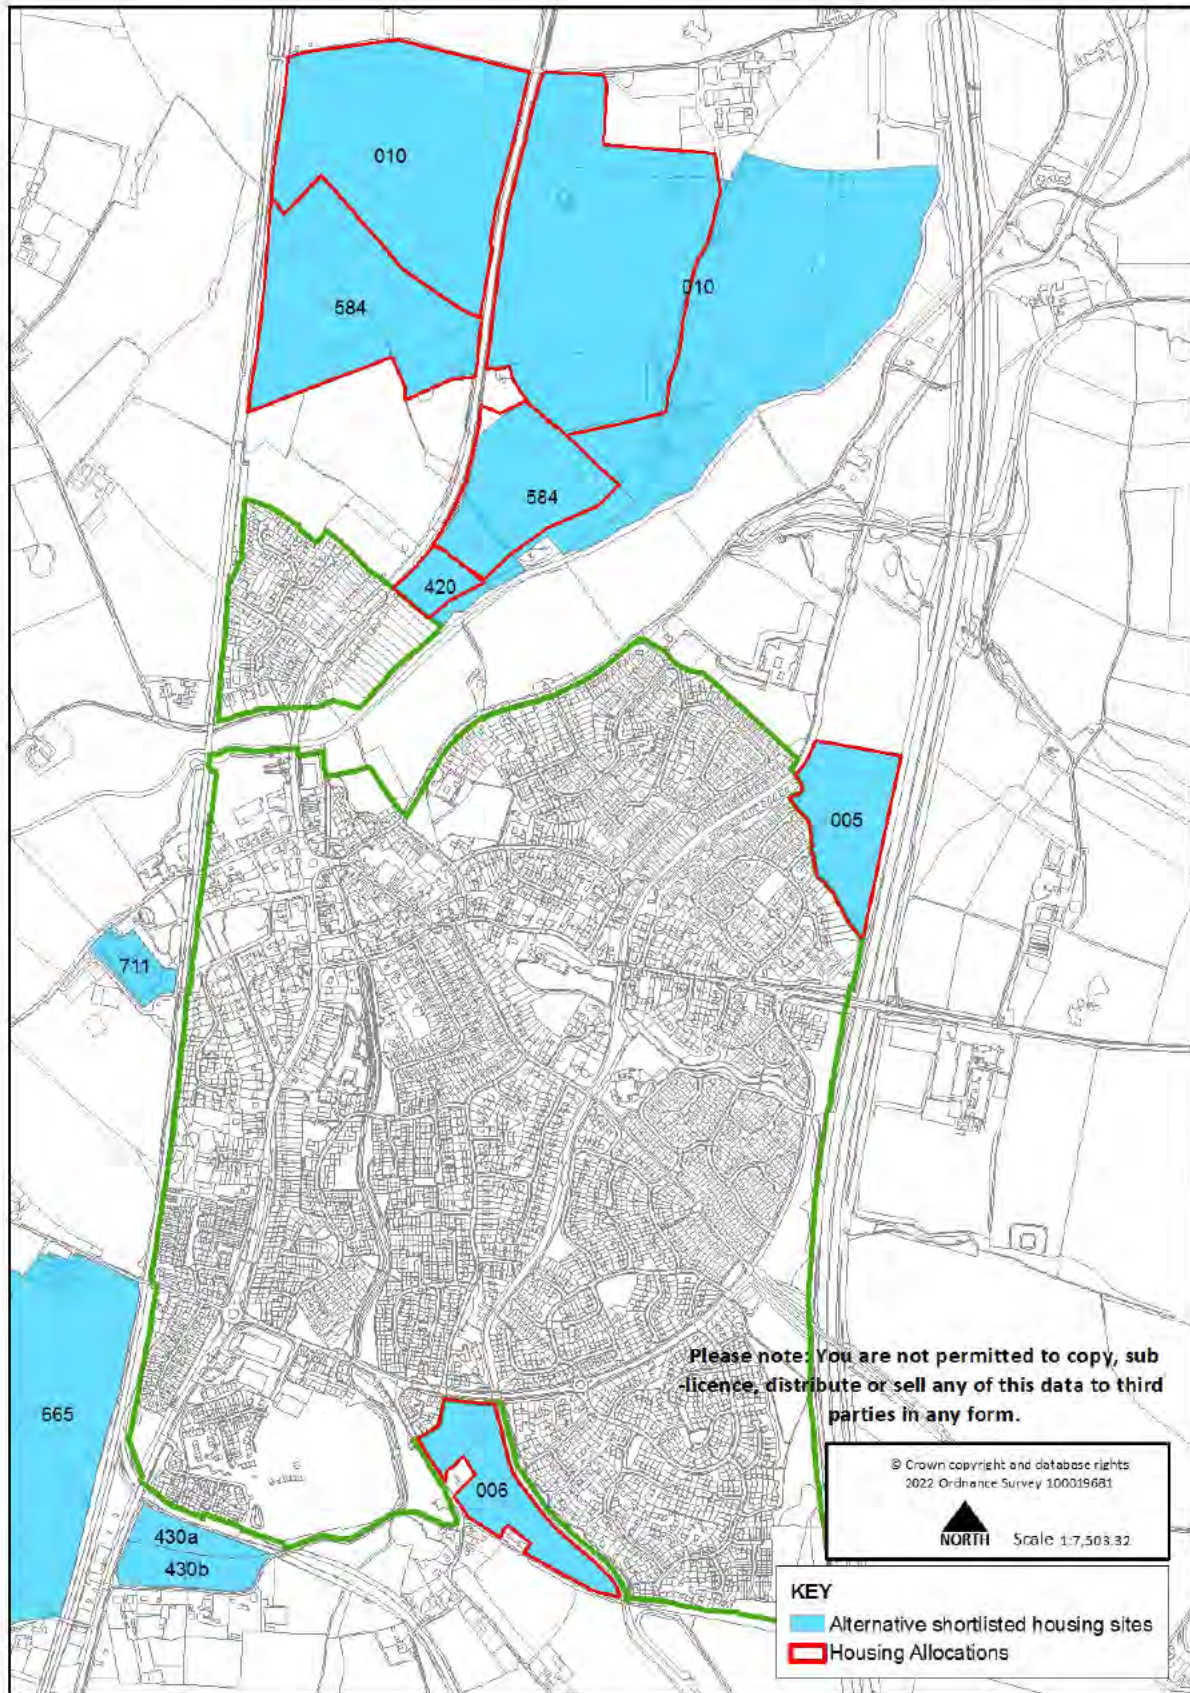 010
584
010
584
420
005
711
665
Please note: You are not permitted to copy, sub
-licence, distribute or sell any of this data to third
parties in any form.
006
430a
430b
© Crown copyright and database rights
2022 Ordnance Survey 100019681
NORTH Scale 1:7,503.32
KEY
Alternative shortlisted housing sites
Housing Allocations